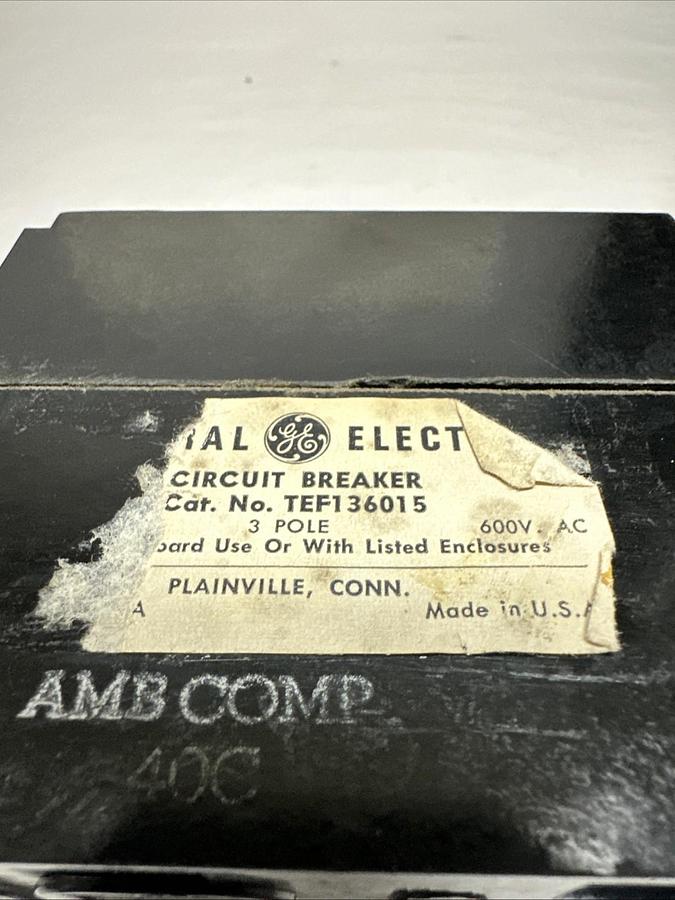 RAL GE ELECT
CIRCUIT BREAKER
Cat. No. TEF136015
3 POLE 600V. AC
oard Use Or With Listed Enclosures
PLAINVILLE, CONN.
A Made in U.S.A
AMB COMP.
40C